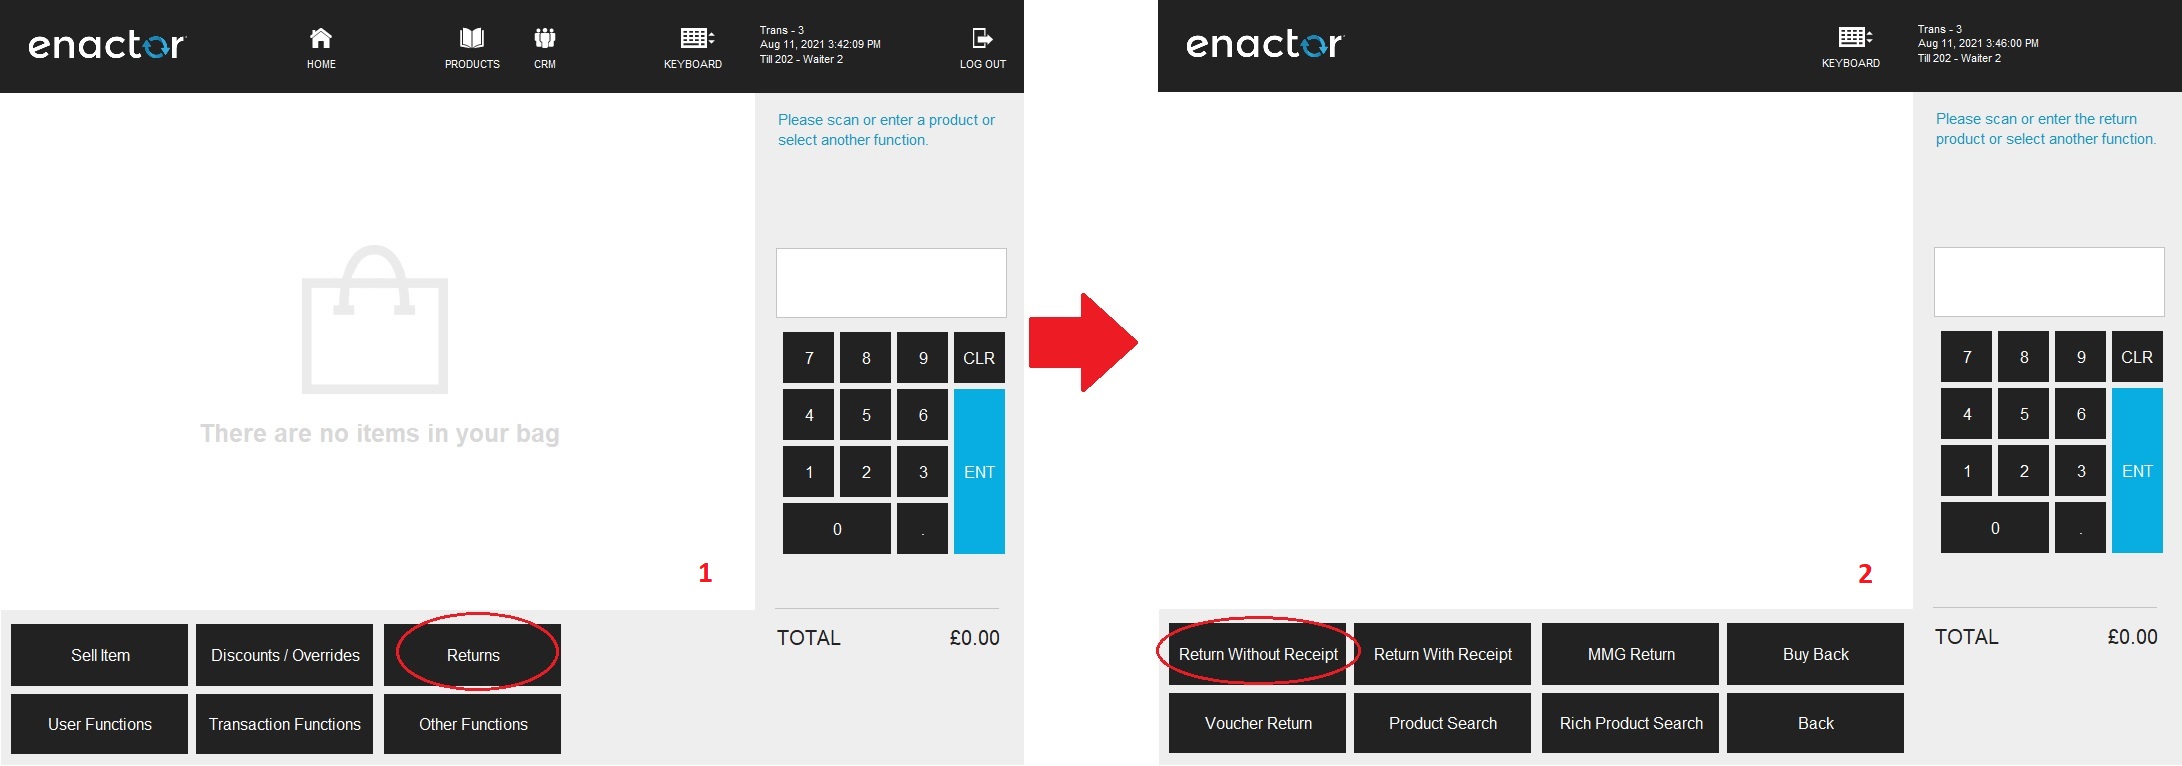 enactor
HOME
PRODUCTS
CRM
KEYBOARD
Trans - 3
Aug 11, 2021 3:42:09 PM
Till 202 - Waiter 2
LOG OUT
Please scan or enter a product or
select another function.
There are no items in your bag
7 8 9 CLR
4 5 6
1 2 3 ENT
0 .
1
TOTAL £0.00
Sell Item Discounts / Overrides Returns
User Functions Transaction Functions Other Functions
enactor
KEYBOARD
Trans - 3
Aug 11, 2021 3:46:00 PM
Till 202 - Waiter 2
Please scan or enter the return
product or select another function.
7 8 9 CLR
4 5 6
1 2 3 ENT
0 .
2
TOTAL £0.00
Return Without Receipt Return With Receipt MMG Return Buy Back
Voucher Return Product Search Rich Product Search Back